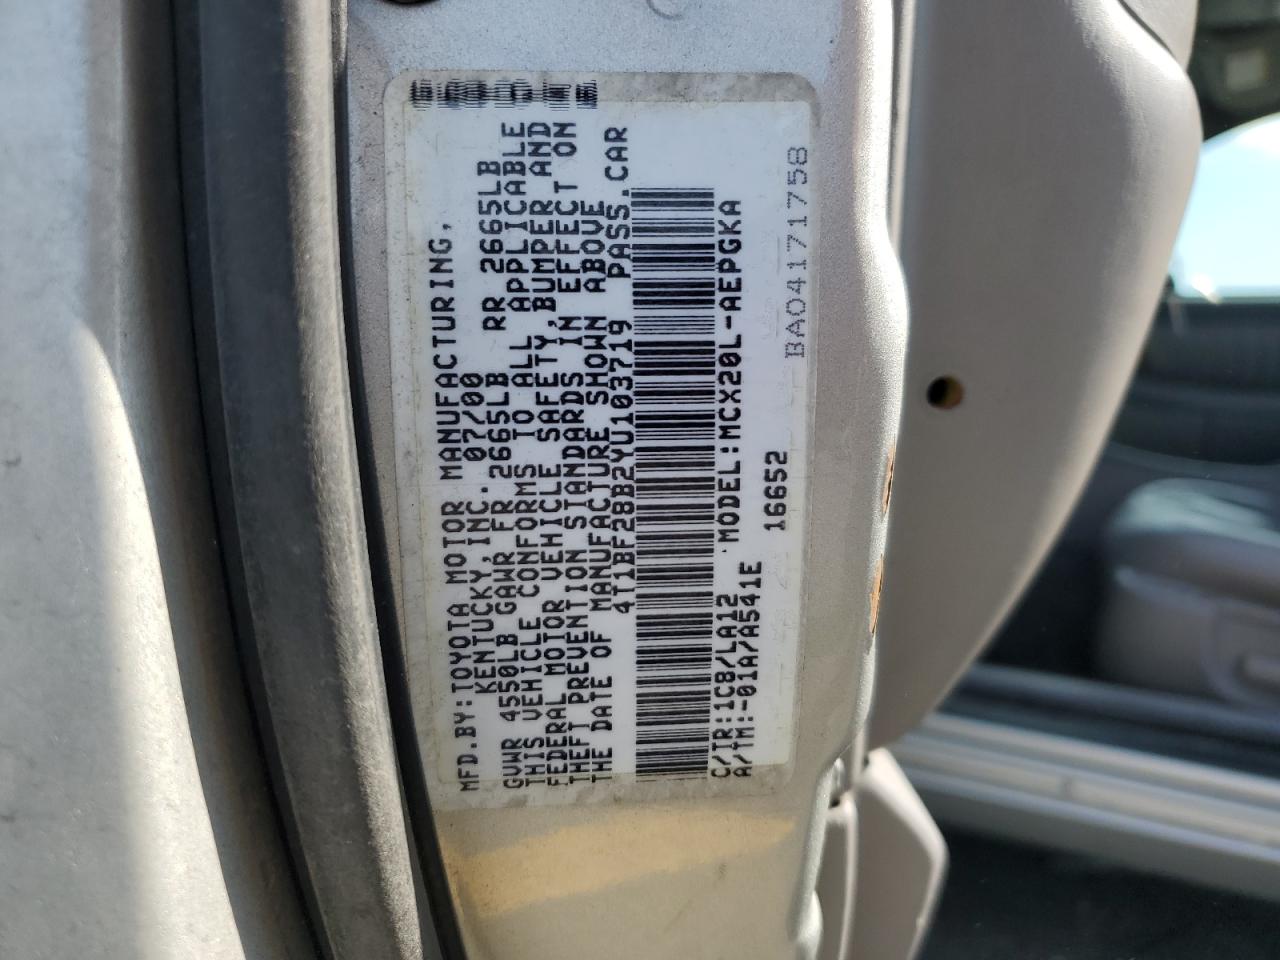 MFD.BY:TOYOTA MOTOR MANUFACTURING,
KENTUCKY,INC. 07/00
GVWR 4550LB GAWR FR 2665LB RR 2665LB
THIS VEHICLE CONFORMS TO ALL APPLICABLE
FEDERAL MOTOR VEHICLE SAFETY,BUMPER AND
THEFT PREVENTION STANDARDS IN EFFECT ON
THE DATE OF MANUFACTURE SHOWN ABOVE
4T1BF28B2YU103719 PASS.CAR
C/TR:1C8/LA12 MODEL:MCX20L-AEPGKA
A/TM:-01A/A541E 16652
BA04171758